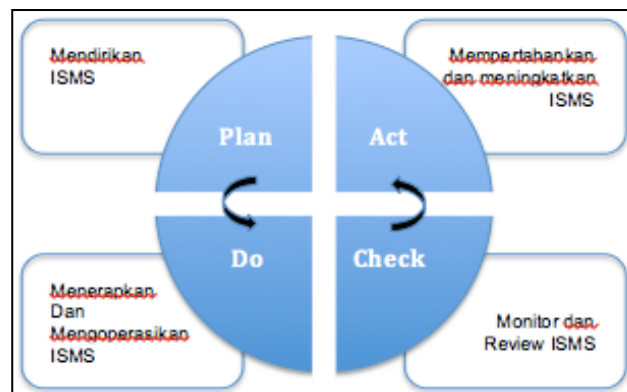 Mendirikan
ISMS
Mempertahankan
dan meningkatkan
ISMS
Plan
Act
Do
Check
Menerapkan
Dan
Mengoperasikan
ISMS
Monitor dan
Review ISMS